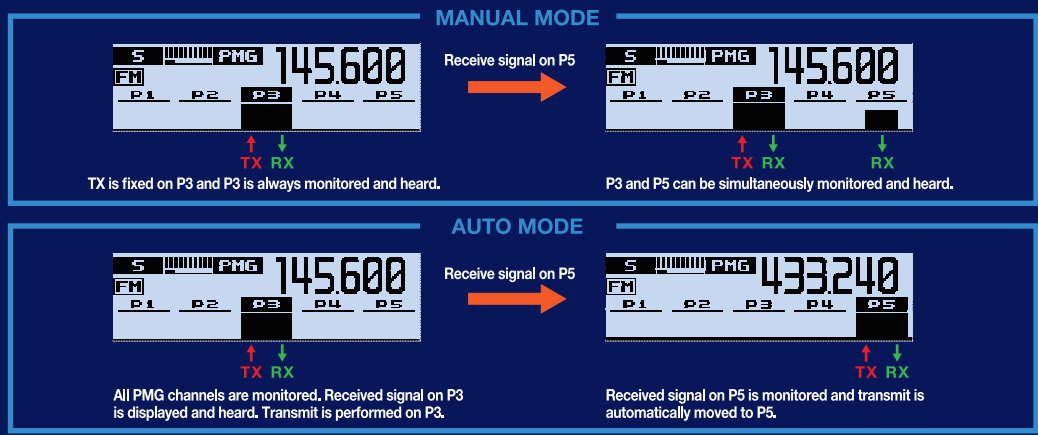 MANUAL MODE
S PMG 145.600
FM
P1 P2 P3 P4 P5
TX RX
TX is fixed on P3 and P3 is always monitored and heard.
Receive signal on P5
S PMG 145.600
FM
P1 P2 P3 P4 P5
TX RX RX
P3 and P5 can be simultaneously monitored and heard.
AUTO MODE
S PMG 145.600
FM
P1 P2 P3 P4 P5
TX RX
All PMG channels are monitored. Received signal on P3
is displayed and heard. Transmit is performed on P3.
Receive signal on P5
S PMG 433.240
FM
P1 P2 P3 P4 P5
TX RX
Received signal on P5 is monitored and transmit is
automatically moved to P5.